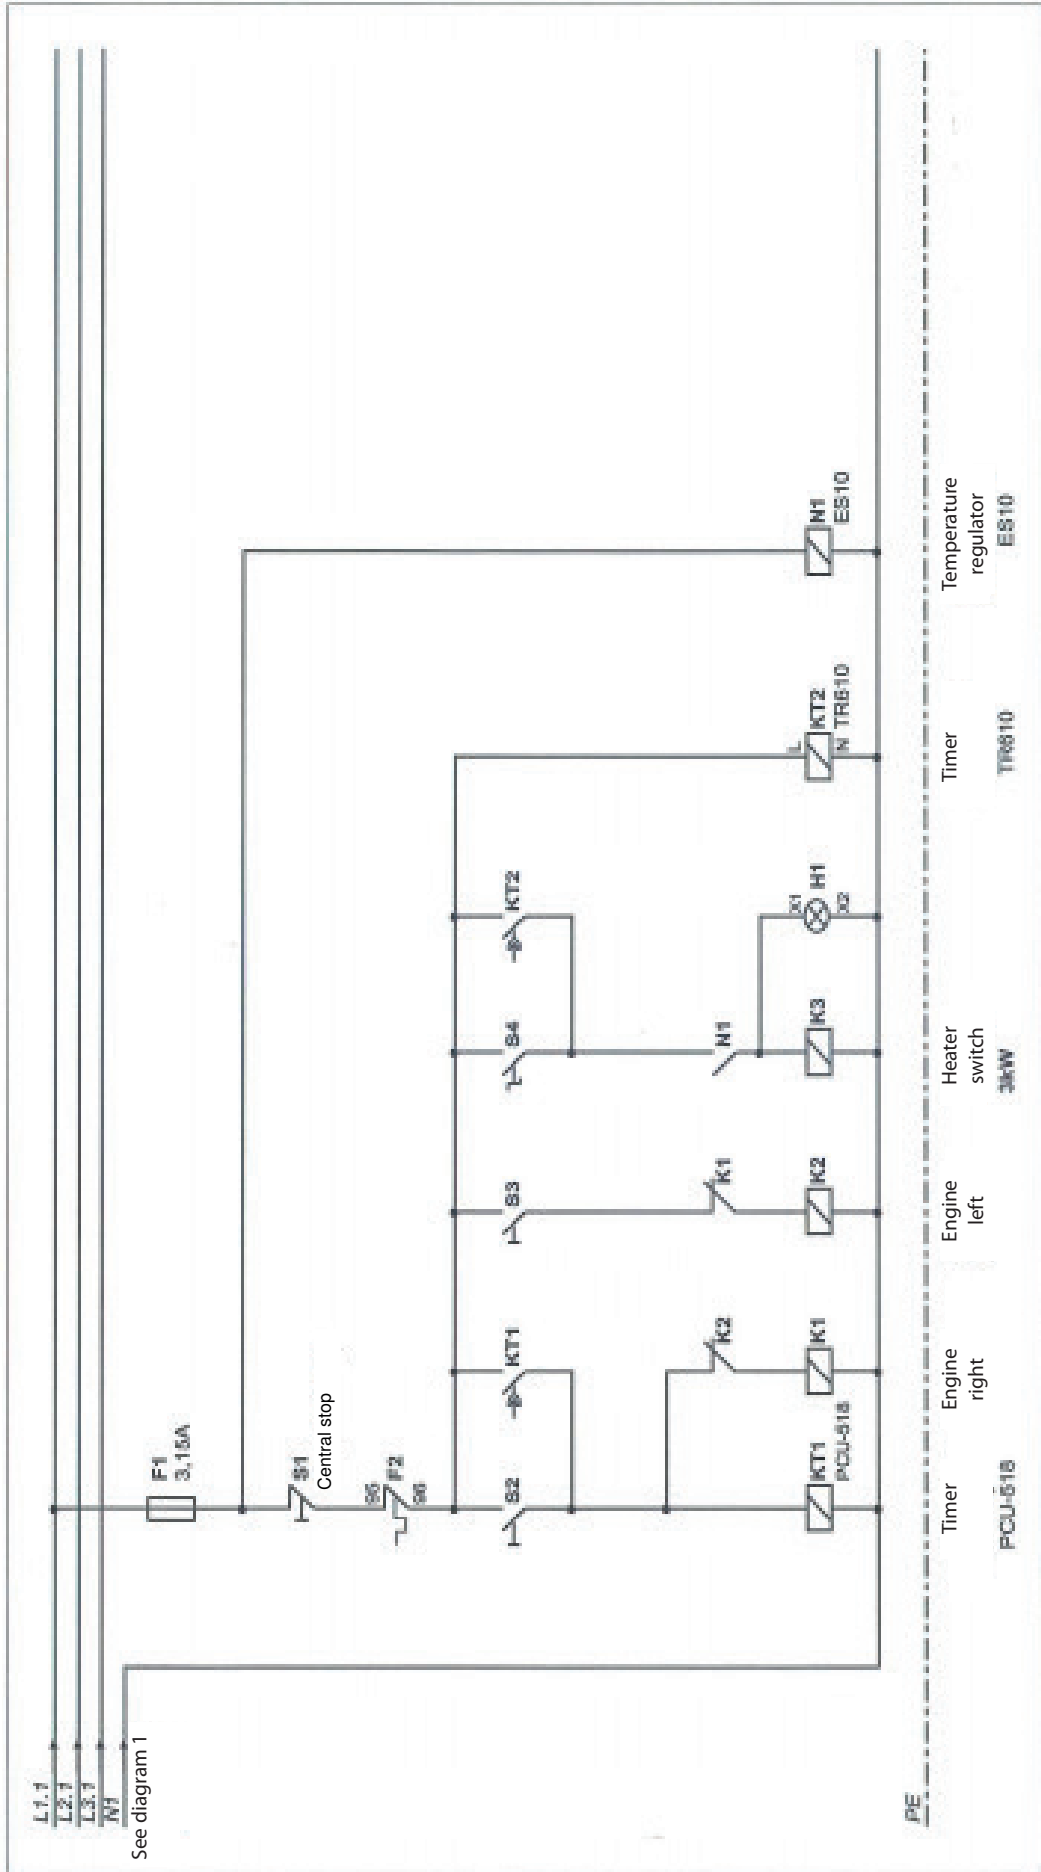 L1.1
L2.1
L3.1
N1
See diagram 1
F1
3,15A
S1
Central stop
95
F2
96
S2
KT1
S3
S4
KT2
K2
K1
N1
KT1
PCU-518
K1
K2
K3
X1
H1
X2
L
KT2
N TR610
N1
ES10
PE
Timer
PCU-518
Engine
right
Engine
left
Heater
switch
3kW
Timer
TR610
Temperature
regulator
ES10